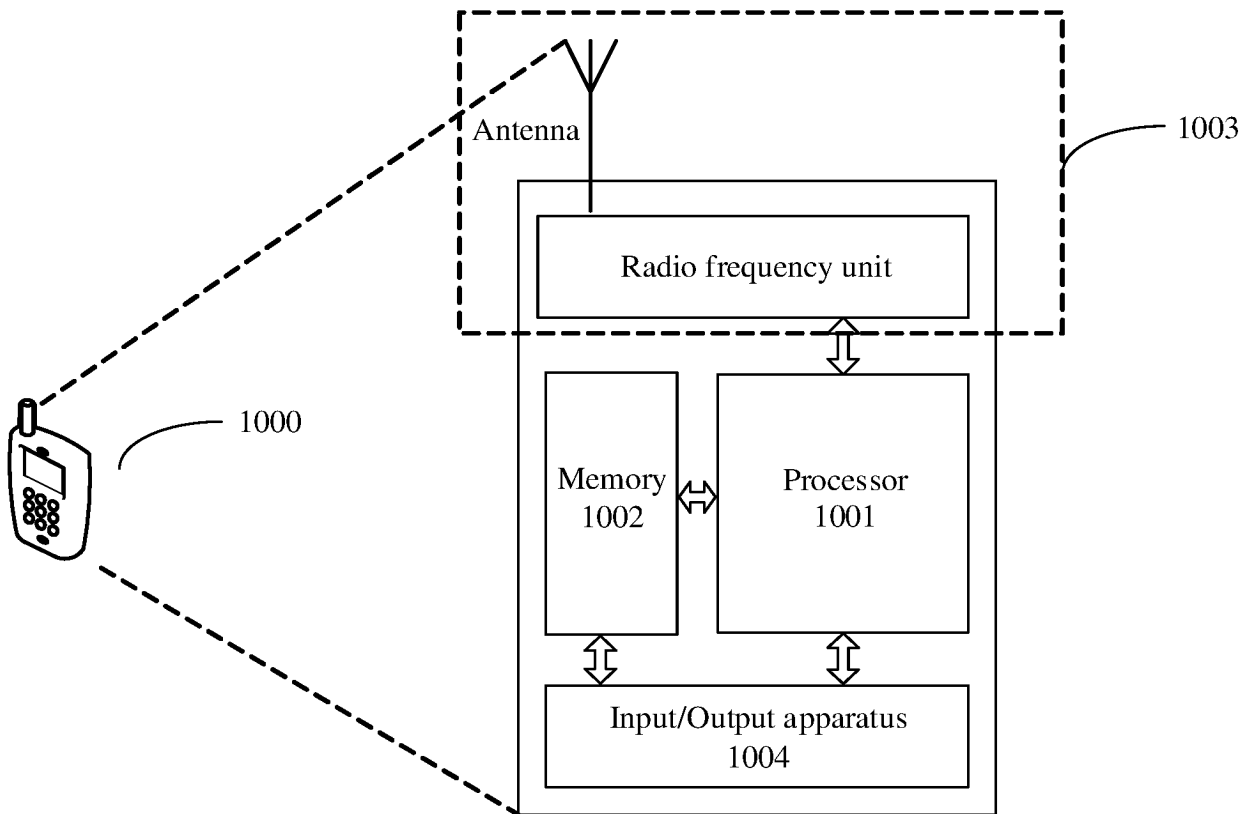 Antenna
1003
Radio frequency unit
1000
Memory
1002
Processor
1001
Input/Output apparatus
1004